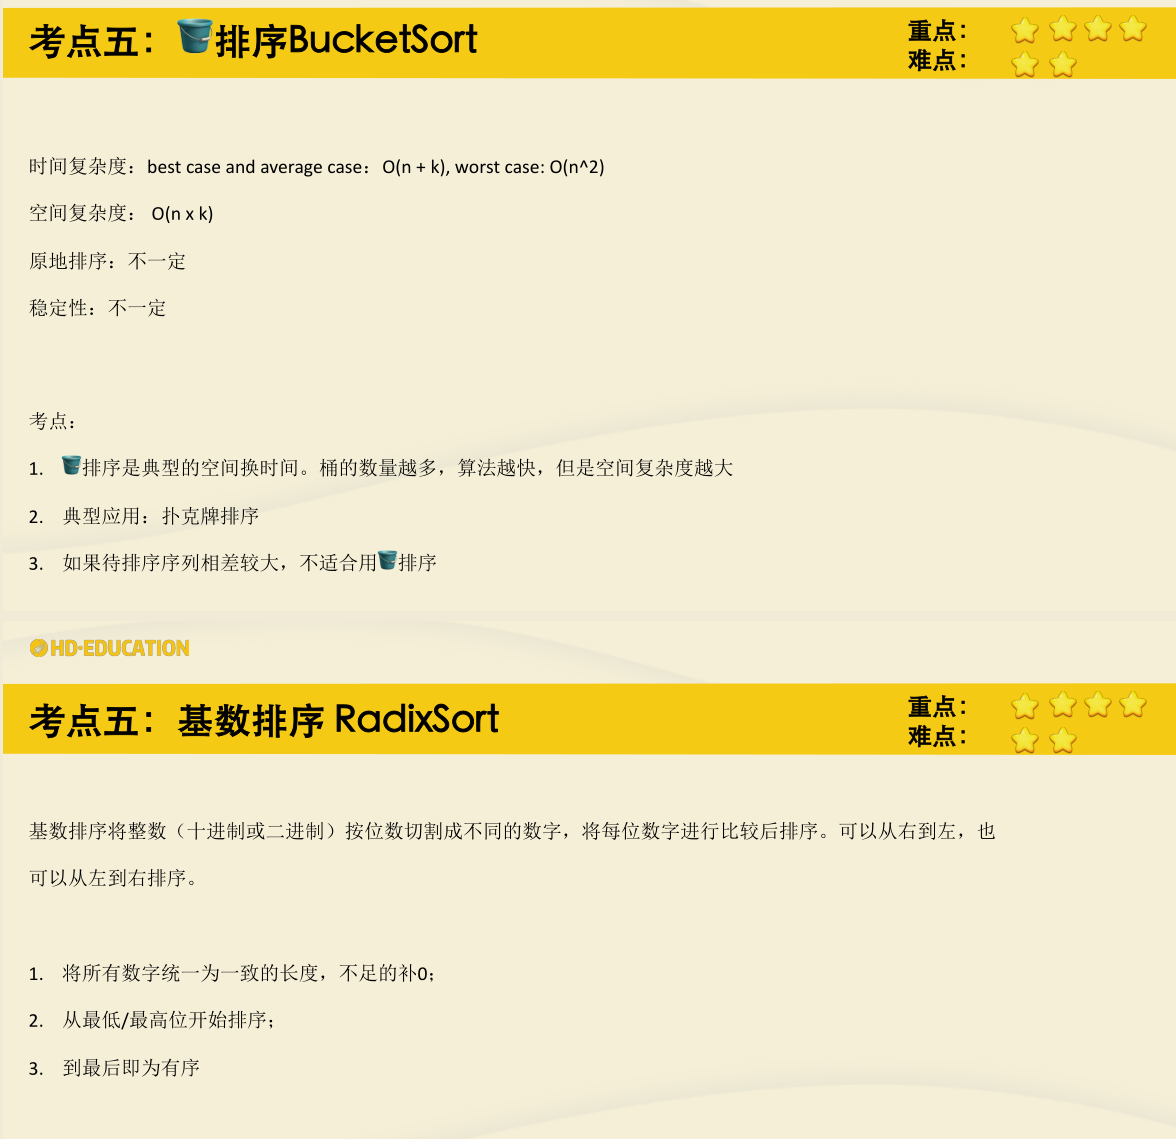 考点五：🪣排序BucketSort
重点：
难点：
时间复杂度：best case and average case：O(n + k), worst case: O(n^2)
空间复杂度： O(n x k)
原地排序：不一定
稳定性：不一定
考点：
1. 🪣排序是典型的空间换时间。桶的数量越多，算法越快，但是空间复杂度越大
2. 典型应用：扑克牌排序
3. 如果待排序序列相差较大，不适合用🪣排序
HD·EDUCATION
考点五：基数排序 RadixSort
重点：
难点：
基数排序将整数（十进制或二进制）按位数切割成不同的数字，将每位数字进行比较后排序。可以从右到左，也
可以从左到右排序。
1. 将所有数字统一为一致的长度，不足的补0；
2. 从最低/最高位开始排序；
3. 到最后即为有序